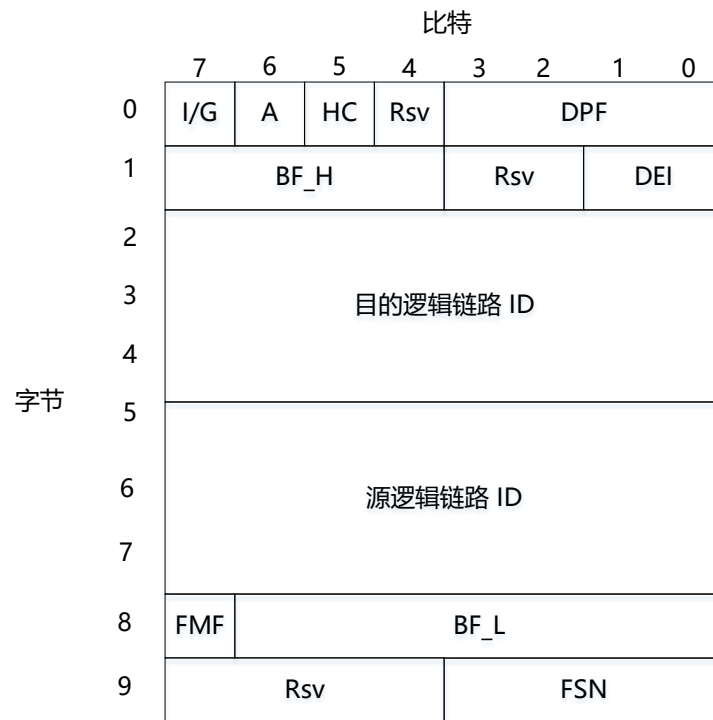 比特
7 6 5 4 3 2 1 0
0 I/G A HC Rsv DPF
1 BF_H Rsv DEI
2
3 目的逻辑链路 ID
4
字节
5
6 源逻辑链路 ID
7
8 FMF BF_L
9 Rsv FSN